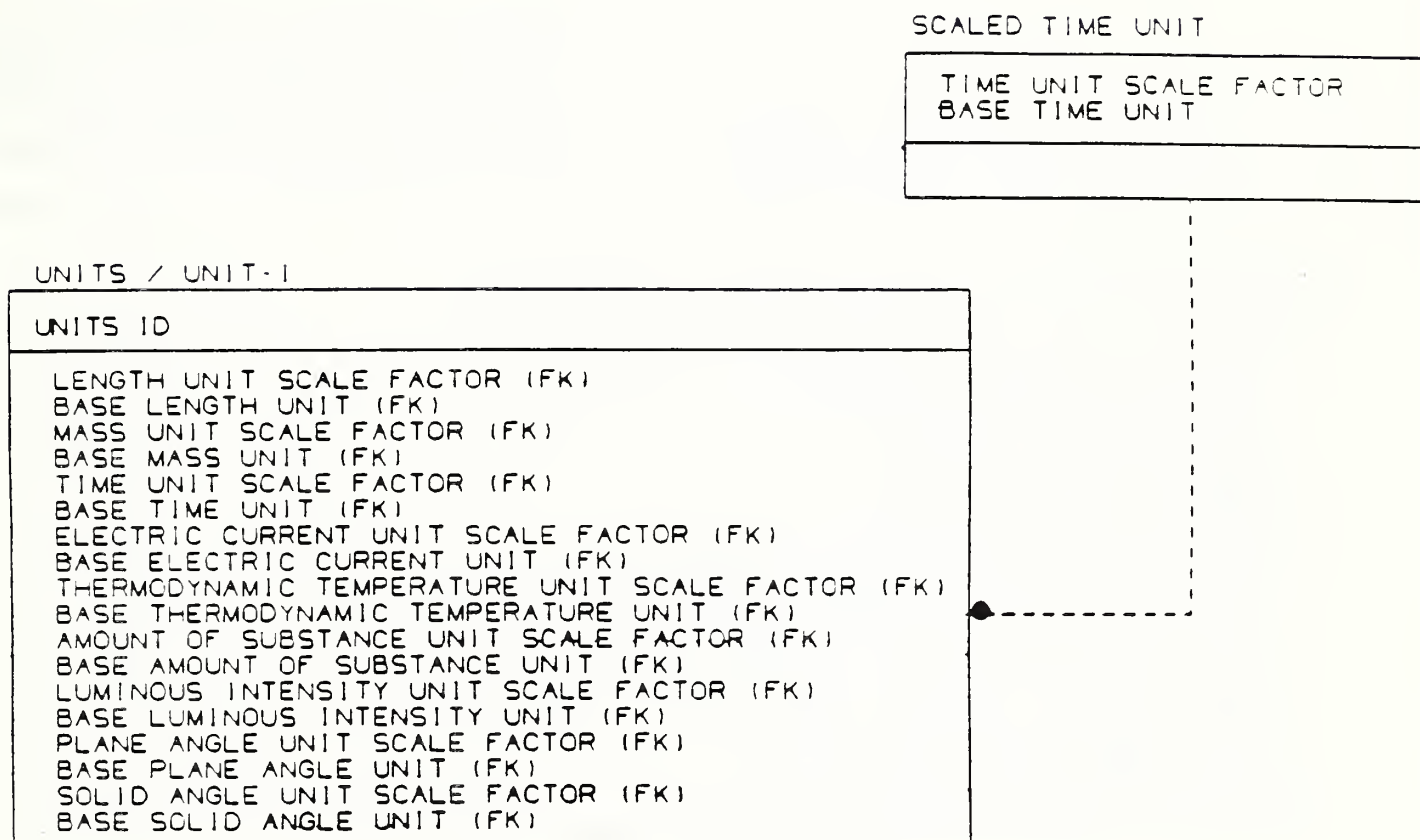 SCALED TIME UNIT
TIME UNIT SCALE FACTOR
BASE TIME UNIT
UNITS / UNIT-1
UNITS ID
LENGTH UNIT SCALE FACTOR (FK)
BASE LENGTH UNIT (FK)
MASS UNIT SCALE FACTOR (FK)
BASE MASS UNIT (FK)
TIME UNIT SCALE FACTOR (FK)
BASE TIME UNIT (FK)
ELECTRIC CURRENT UNIT SCALE FACTOR (FK)
BASE ELECTRIC CURRENT UNIT (FK)
THERMODYNAMIC TEMPERATURE UNIT SCALE FACTOR (FK)
BASE THERMODYNAMIC TEMPERATURE UNIT (FK)
AMOUNT OF SUBSTANCE UNIT SCALE FACTOR (FK)
BASE AMOUNT OF SUBSTANCE UNIT (FK)
LUMINOUS INTENSITY UNIT SCALE FACTOR (FK)
BASE LUMINOUS INTENSITY UNIT (FK)
PLANE ANGLE UNIT SCALE FACTOR (FK)
BASE PLANE ANGLE UNIT (FK)
SOLID ANGLE UNIT SCALE FACTOR (FK)
BASE SOLID ANGLE UNIT (FK)